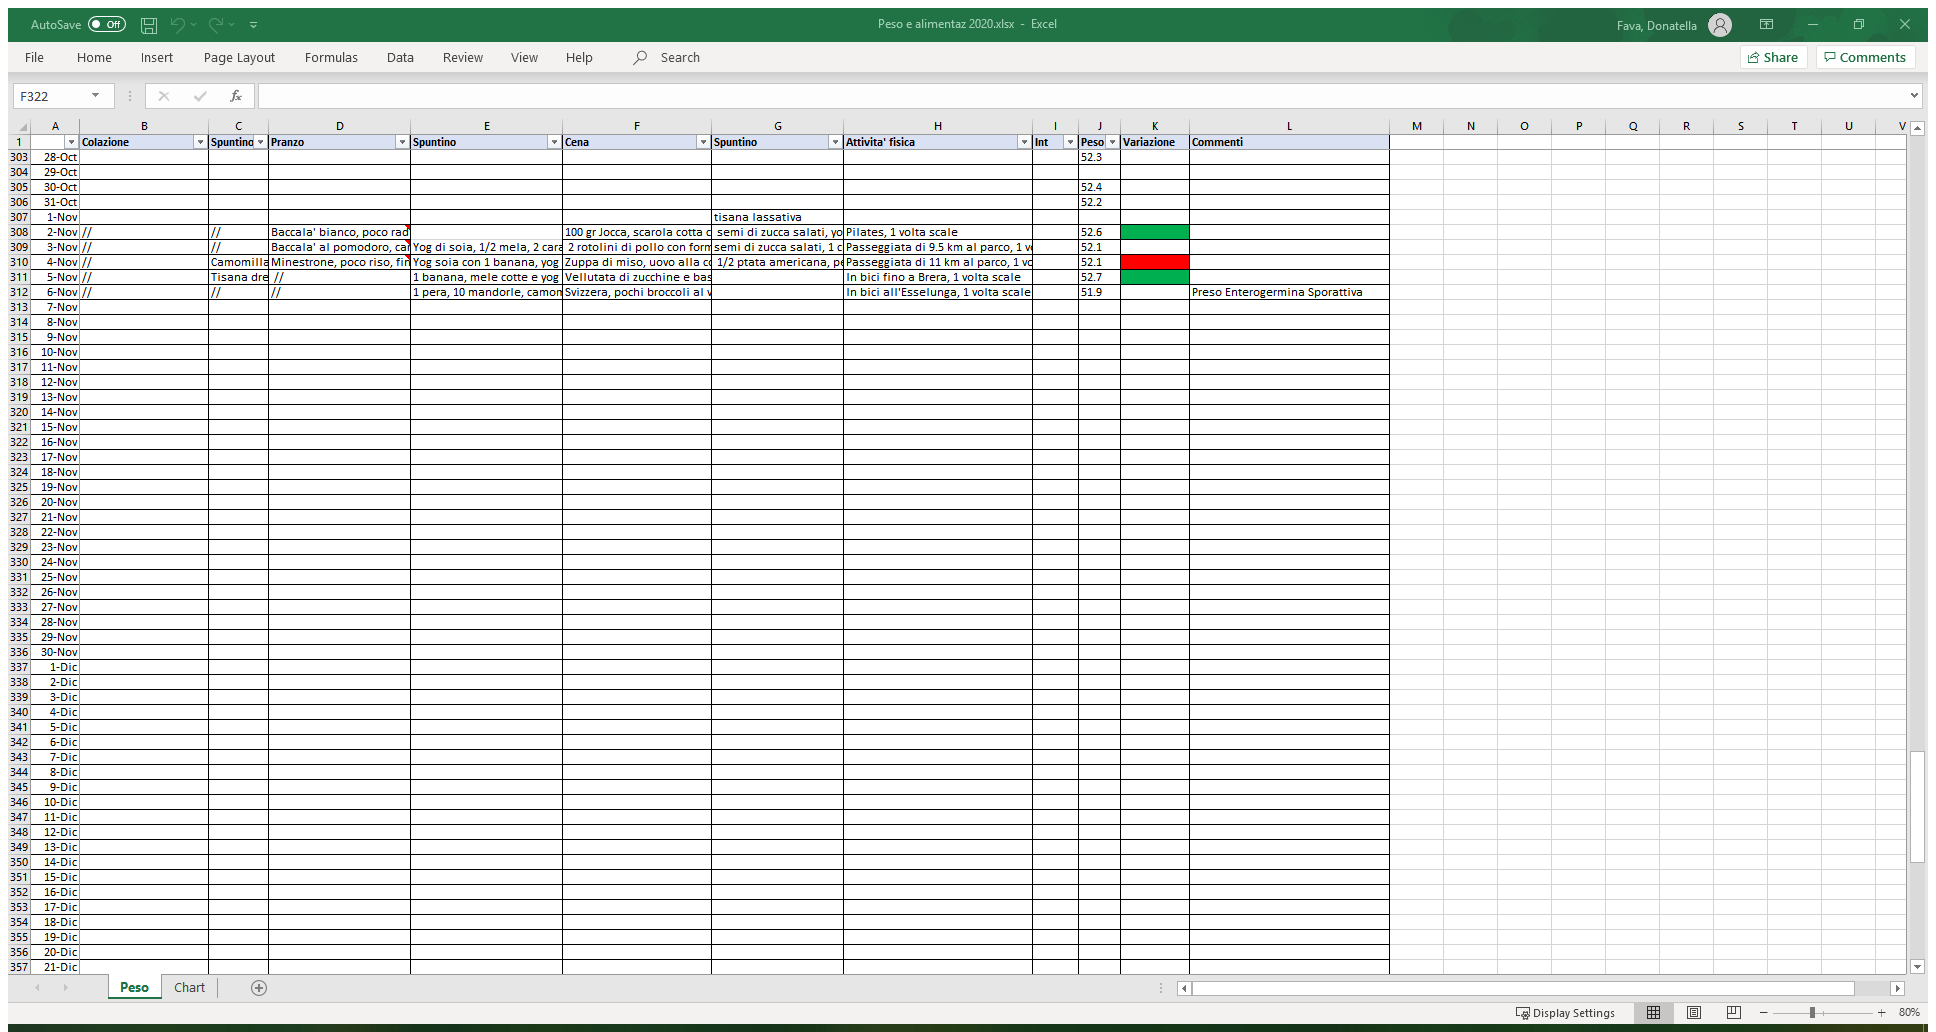 AutoSave Off Peso e alimentaz 2020.xlsx - Excel Fava, Donatella
File Home Insert Page Layout Formulas Data Review View Help Search Share Comments
F322 fx
A B C D E F G H I J K L M N O P Q R S T U V
1 Colazione Spuntino Pranzo Spuntino Cena Spuntino Attivita' fisica Int Peso Variazione Commenti
303 28-Oct 52.3
304 29-Oct
305 30-Oct 52.4
306 31-Oct 52.2
307 1-Nov tisana lassativa
308 2-Nov // // Baccala' bianco, poco rad 100 gr Jocca, scarola cotta c semi di zucca salati, yo Pilates, 1 volta scale 52.6
309 3-Nov // // Baccala' al pomodoro, car Yog di soia, 1/2 mela, 2 cara 2 rotolini di pollo con form semi di zucca salati, 1 c Passeggiata di 9.5 km al parco, 1 vo 52.1
310 4-Nov // Camomilla Minestrone, poco riso, fin Yog soia con 1 banana, yog Zuppa di miso, uovo alla co 1/2 ptata americana, pe Passeggiata di 11 km al parco, 1 vo 52.1
311 5-Nov // Tisana dre // 1 banana, mele cotte e yog Vellutata di zucchine e bas In bici fino a Brera, 1 volta scale 52.7
312 6-Nov // // // 1 pera, 10 mandorle, camom Svizzera, pochi broccoli al v In bici all'Esselunga, 1 volta scale 51.9 Preso Enterogermina Sporattiva
313 7-Nov
314 8-Nov
315 9-Nov
316 10-Nov
317 11-Nov
318 12-Nov
319 13-Nov
320 14-Nov
321 15-Nov
322 16-Nov
323 17-Nov
324 18-Nov
325 19-Nov
326 20-Nov
327 21-Nov
328 22-Nov
329 23-Nov
330 24-Nov
331 25-Nov
332 26-Nov
333 27-Nov
334 28-Nov
335 29-Nov
336 30-Nov
337 1-Dic
338 2-Dic
339 3-Dic
340 4-Dic
341 5-Dic
342 6-Dic
343 7-Dic
344 8-Dic
345 9-Dic
346 10-Dic
347 11-Dic
348 12-Dic
349 13-Dic
350 14-Dic
351 15-Dic
352 16-Dic
353 17-Dic
354 18-Dic
355 19-Dic
356 20-Dic
357 21-Dic
Peso Chart
Display Settings 80%